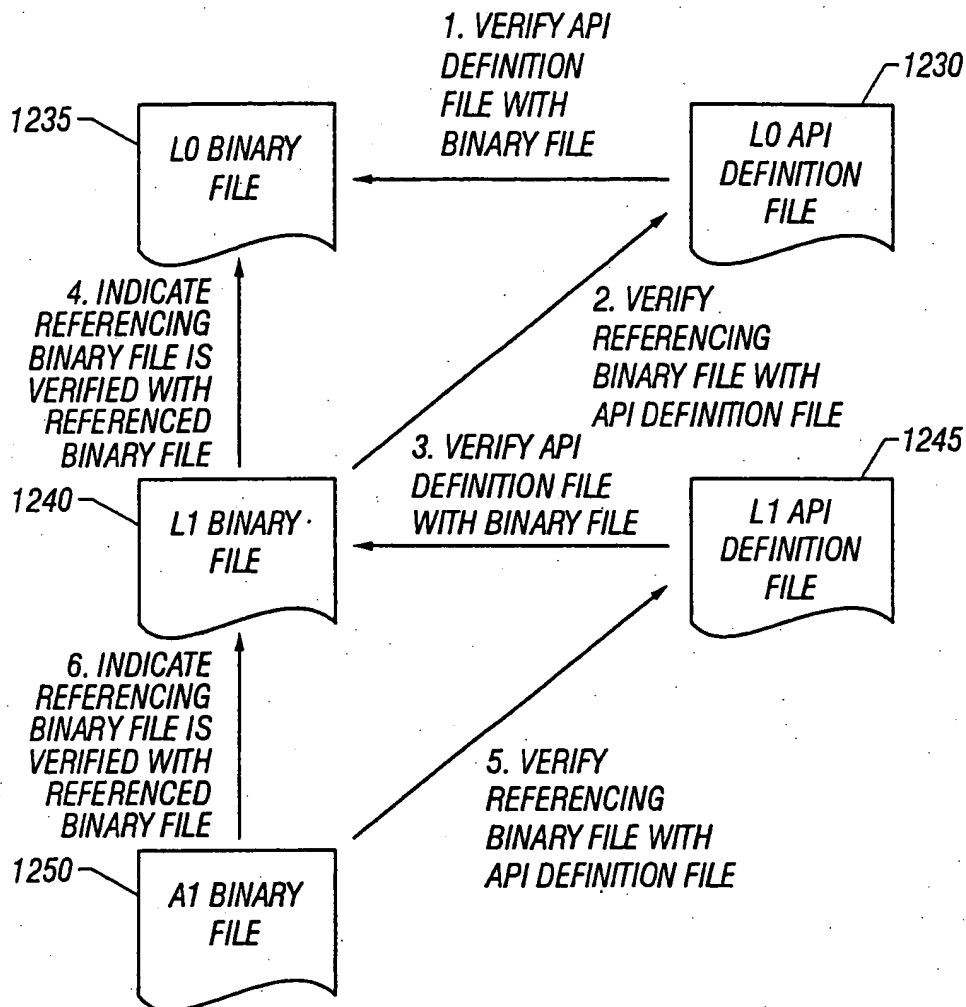 1. VERIFY API
DEFINITION
FILE WITH
BINARY FILE
1230
1235
L0 BINARY
FILE
L0 API
DEFINITION
FILE
4. INDICATE
REFERENCING
BINARY FILE IS
VERIFIED WITH
REFERENCED
BINARY FILE
2. VERIFY
REFERENCING
BINARY FILE WITH
API DEFINITION FILE
1245
3. VERIFY API
DEFINITION FILE
WITH BINARY FILE
1240
L1 BINARY
FILE
L1 API
DEFINITION
FILE
6. INDICATE
REFERENCING
BINARY FILE IS
VERIFIED WITH
REFERENCED
BINARY FILE
5. VERIFY
REFERENCING
BINARY FILE WITH
API DEFINITION FILE
1250
A1 BINARY
FILE